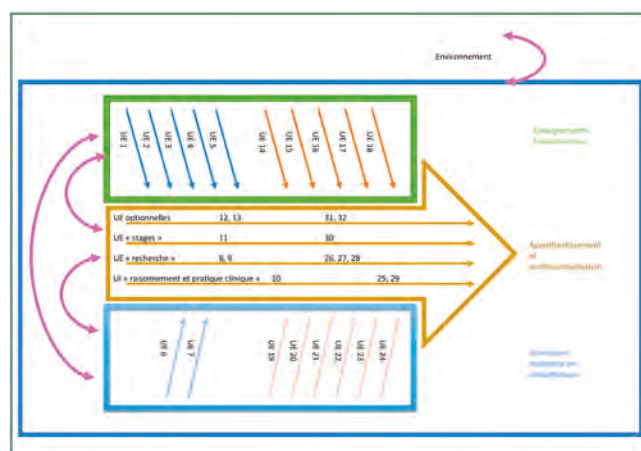 Environnement
UE 1
UE 2
UE 3
UE 4
UE 5
UE 14
UE 15
UE 16
UE 17
UE 18
UE optionnelles 12, 13 31, 32
UE « stages » 11 30
UE « recherche » 8, 9 26, 27, 28
UE « raisonnement et pratique clinique » 10 25, 29
Approfondissement
et
professionnalisation
UE 6
UE 7
UE 19
UE 20
UE 21
UE 22
UE 23
UE 24